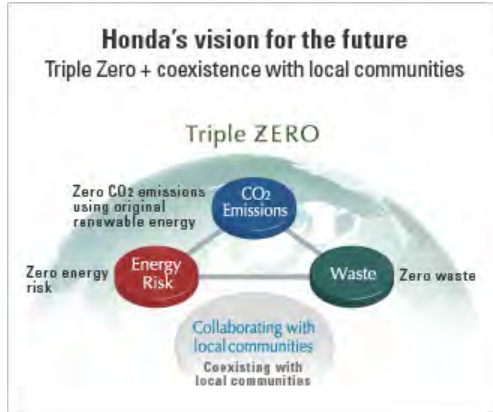 Honda's vision for the future
Triple Zero + coexistence with local communities
Triple ZERO
Zero CO2 emissions
using original
renewable energy
CO2
Emissions
Zero energy
risk
Energy
Risk
Waste
Zero waste
Collaborating with
local communities
Coexisting with
local communities